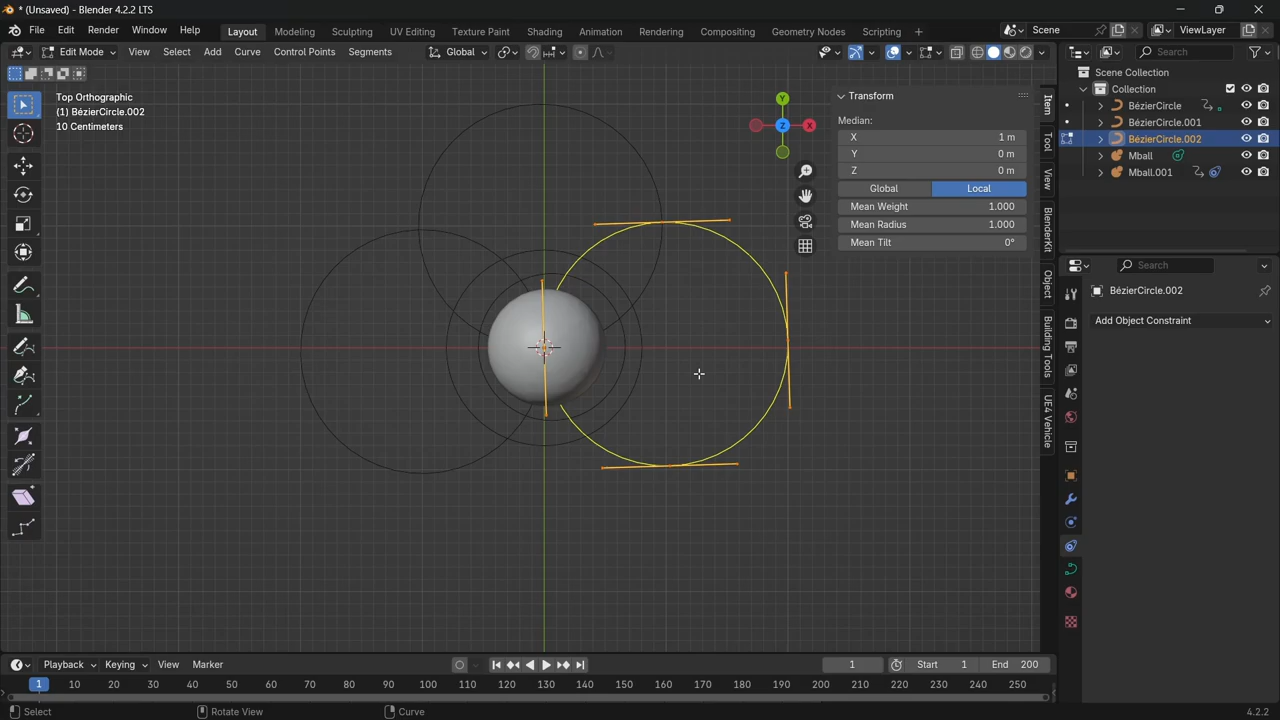 * (Unsaved) - Blender 4.2.2 LTS
File Edit Render Window Help Layout Modeling Sculpting UV Editing Texture Paint Shading Animation Rendering Compositing Geometry Nodes Scripting + Scene ViewLayer
Edit Mode View Select Add Curve Control Points Segments Global Search
Top Orthographic
(1) BézierCircle.002
10 Centimeters
Y
X
Z
Transform
Median:
X 1 m
Y 0 m
Z 0 m
Global Local
Mean Weight 1.000
Mean Radius 1.000
Mean Tilt 0°
Item
Tool
View
BlenderKit
Object
Building Tools
UE4 Vehicle
Scene Collection
Collection
BézierCircle
BézierCircle.001
BézierCircle.002
Mball
Mball.001
Search
BézierCircle.002
Add Object Constraint
Playback Keying View Marker 1 Start 1 End 200
1 10 20 30 40 50 60 70 80 90 100 110 120 130 140 150 160 170 180 190 200 210 220 230 240 250
Select Rotate View Curve 4.2.2